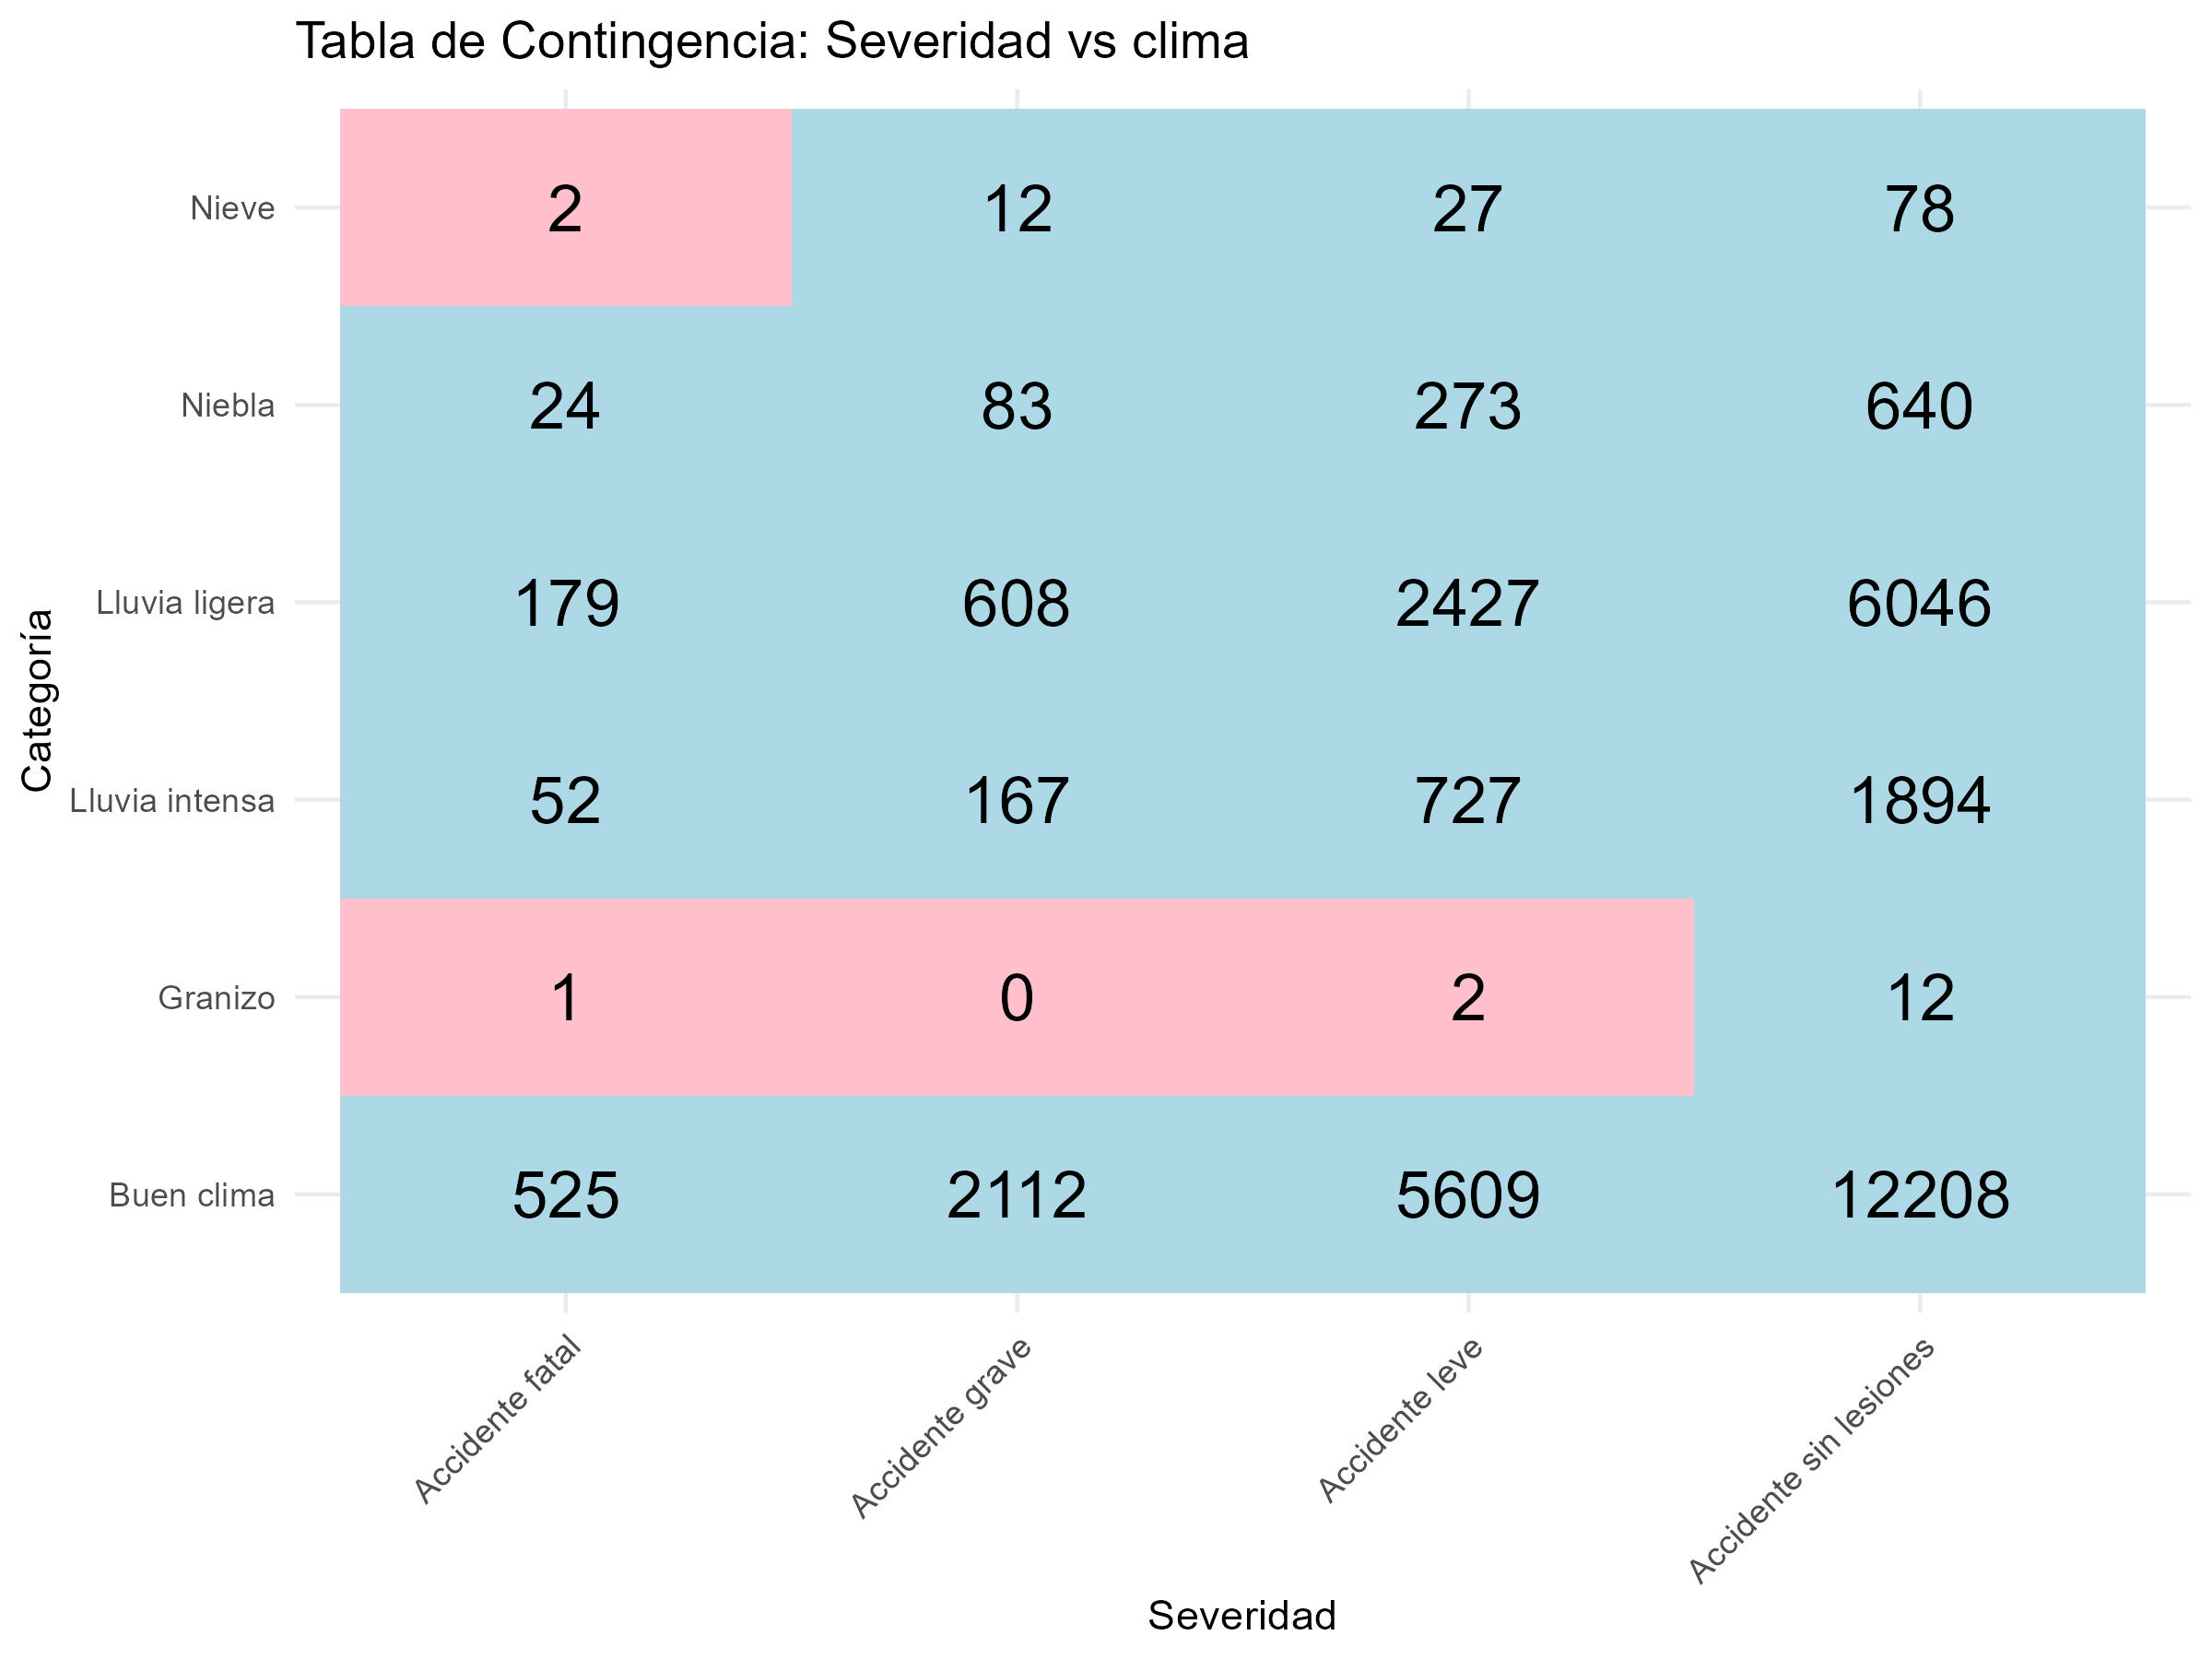 Tabla de Contingencia: Severidad vs clima
Categoría
Nieve 2 12 27 78
Niebla 24 83 273 640
Lluvia ligera 179 608 2427 6046
Lluvia intensa 52 167 727 1894
Granizo 1 0 2 12
Buen clima 525 2112 5609 12208
Accidente fatal
Accidente grave
Accidente leve
Accidente sin lesiones
Severidad